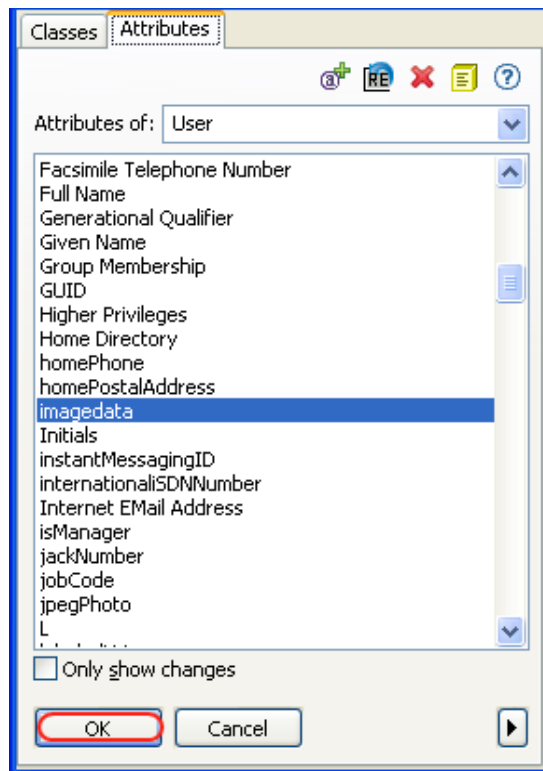 Classes Attributes
RE
?
Attributes of: User
Facsimile Telephone Number
Full Name
Generational Qualifier
Given Name
Group Membership
GUID
Higher Privileges
Home Directory
homePhone
homePostalAddress
imagedata
Initials
instantMessagingID
internationaliSDNNumber
Internet EMail Address
isManager
jackNumber
jobCode
jpegPhoto
L
Only show changes
OK Cancel